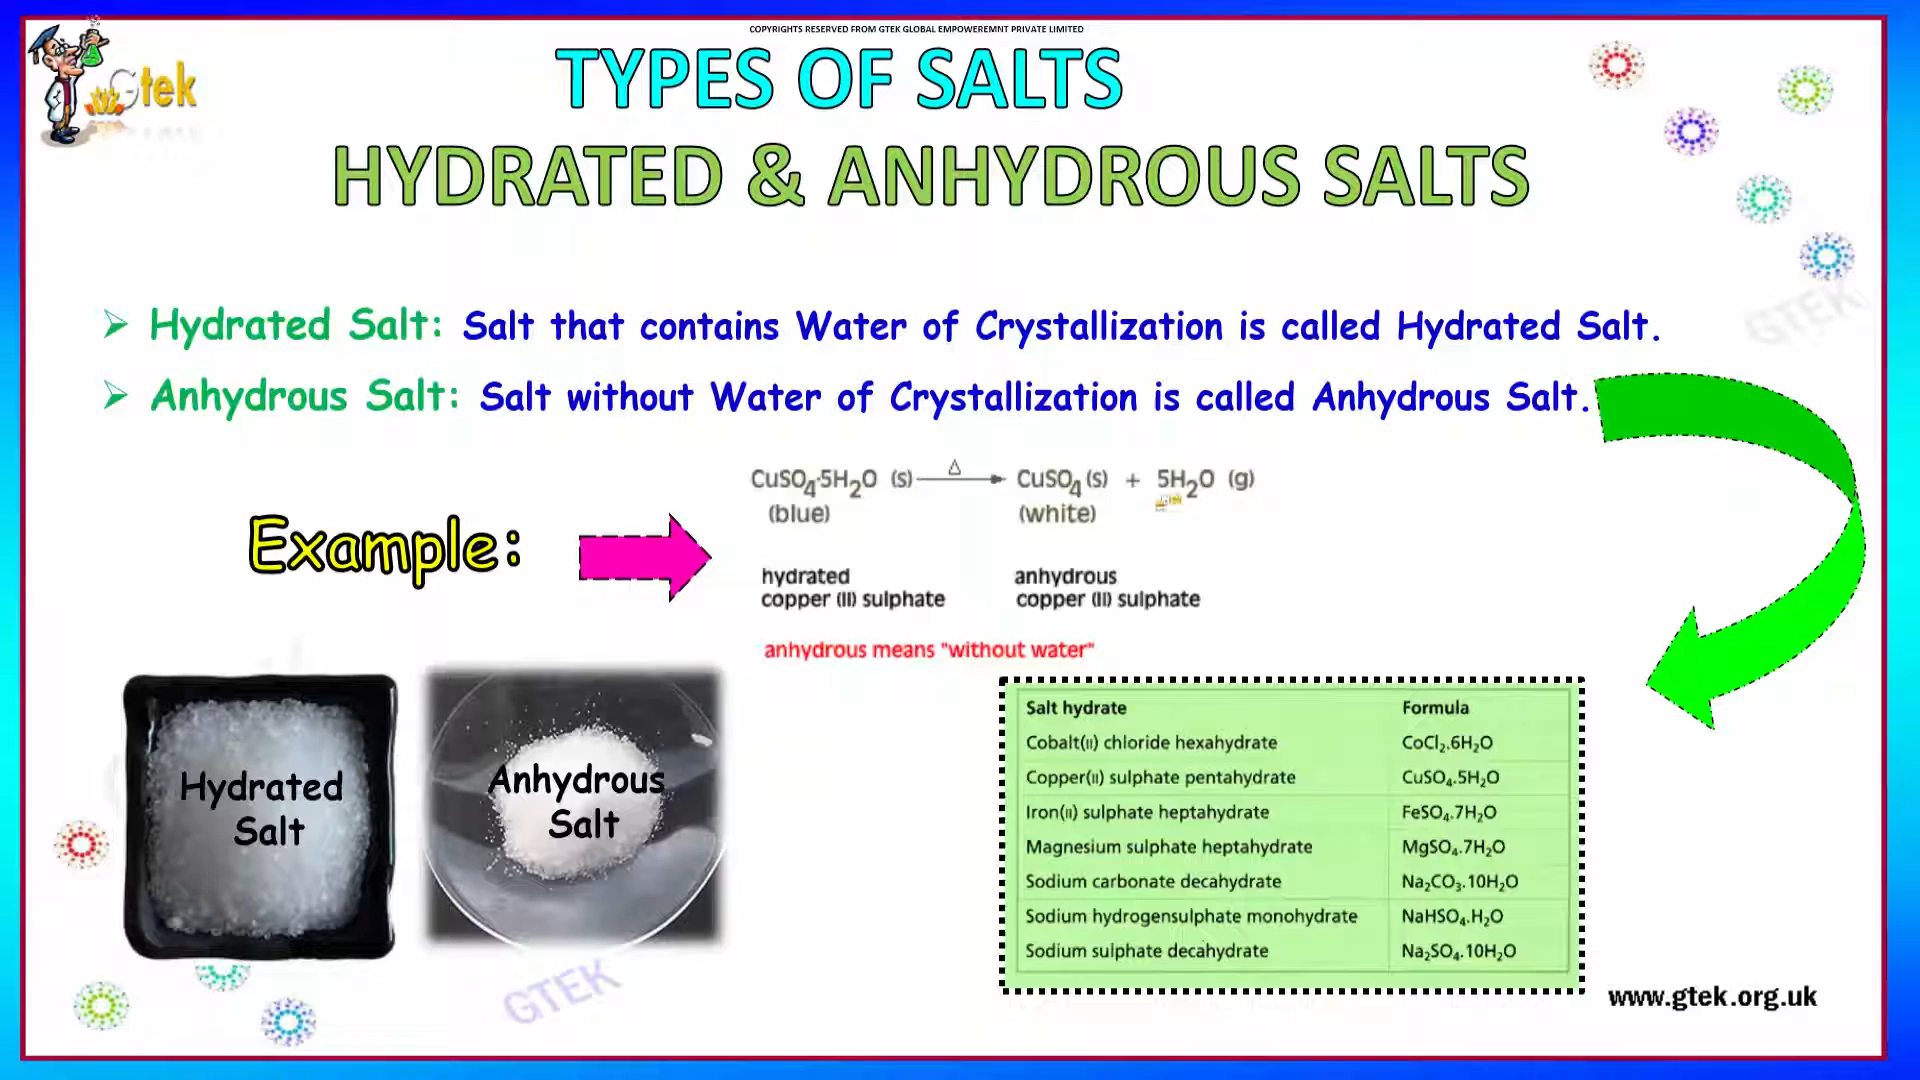 COPYRIGHTS RESERVED FROM GTEK GLOBAL EMPOWEREMNT PRIVATE LIMITED
Gtek
TYPES OF SALTS
HYDRATED & ANHYDROUS SALTS
➢ Hydrated Salt: Salt that contains Water of Crystallization is called Hydrated Salt.
➢ Anhydrous Salt: Salt without Water of Crystallization is called Anhydrous Salt.
GTEK
CuSO₄·5H₂O (s) —Δ→ CuSO₄(s) + 5H₂O (g)
(blue) (white)
Example:
hydrated anhydrous
copper (II) sulphate copper (II) sulphate
anhydrous means "without water"
Hydrated
Salt
Anhydrous
Salt
Salt hydrate Formula
Cobalt(II) chloride hexahydrate CoCl₂.6H₂O
Copper(II) sulphate pentahydrate CuSO₄.5H₂O
Iron(II) sulphate heptahydrate FeSO₄.7H₂O
Magnesium sulphate heptahydrate MgSO₄.7H₂O
Sodium carbonate decahydrate Na₂CO₃.10H₂O
Sodium hydrogensulphate monohydrate NaHSO₄.H₂O
Sodium sulphate decahydrate Na₂SO₄.10H₂O
GTEK
www.gtek.org.uk